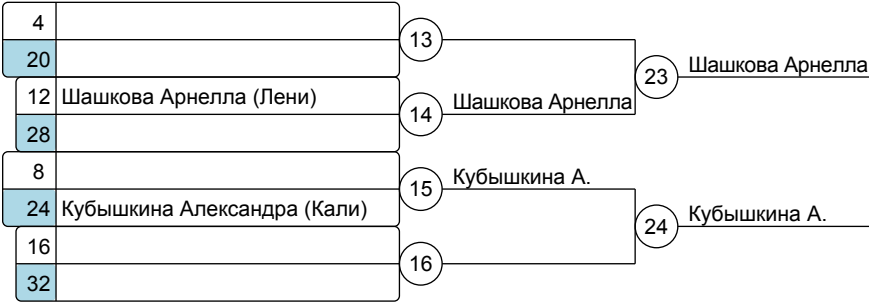 4
13
20
23 Шашкова Арнелла
12 Шашкова Арнелла (Лени)
14 Шашкова Арнелла
28
8
15 Кубышкина А.
24 Кубышкина Александра (Кали)
24 Кубышкина А.
16
16
32